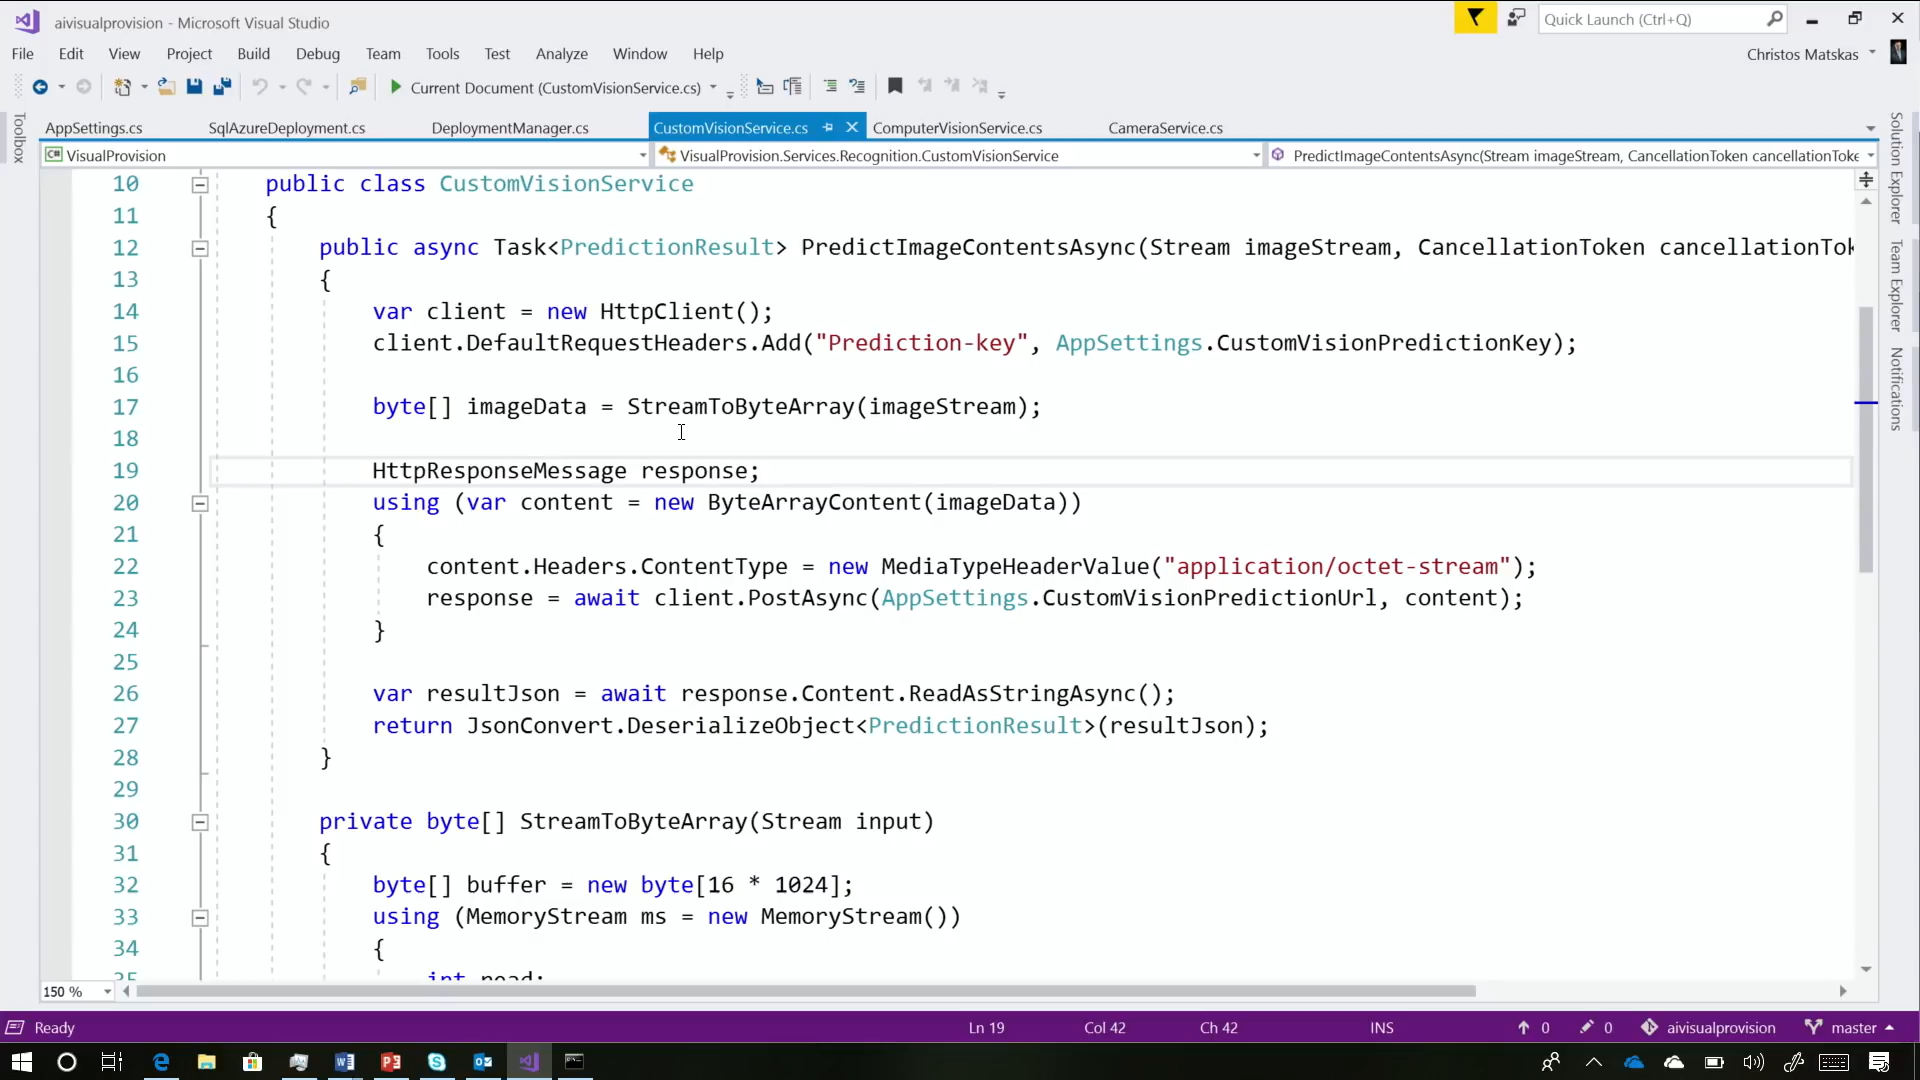 aivisualprovision - Microsoft Visual Studio
Quick Launch (Ctrl+Q)
File Edit View Project Build Debug Team Tools Test Analyze Window Help
Christos Matskas
Current Document (CustomVisionService.cs)
AppSettings.cs SqlAzureDeployment.cs DeploymentManager.cs CustomVisionService.cs ComputerVisionService.cs CameraService.cs
VisualProvision VisualProvision.Services.Recognition.CustomVisionService PredictImageContentsAsync(Stream imageStream, CancellationToken cancellationToke
Toolbox
Solution Explorer
Team Explorer
Notifications
10 public class CustomVisionService
11 {
12 public async Task<PredictionResult> PredictImageContentsAsync(Stream imageStream, CancellationToken cancellationTok
13 {
14 var client = new HttpClient();
15 client.DefaultRequestHeaders.Add("Prediction-key", AppSettings.CustomVisionPredictionKey);
16
17 byte[] imageData = StreamToByteArray(imageStream);
18
19 HttpResponseMessage response;
20 using (var content = new ByteArrayContent(imageData))
21 {
22 content.Headers.ContentType = new MediaTypeHeaderValue("application/octet-stream");
23 response = await client.PostAsync(AppSettings.CustomVisionPredictionUrl, content);
24 }
25
26 var resultJson = await response.Content.ReadAsStringAsync();
27 return JsonConvert.DeserializeObject<PredictionResult>(resultJson);
28 }
29
30 private byte[] StreamToByteArray(Stream input)
31 {
32 byte[] buffer = new byte[16 * 1024];
33 using (MemoryStream ms = new MemoryStream())
34 {
35 int read;
150 %
Ready Ln 19 Col 42 Ch 42 INS 0 0 aivisualprovision master